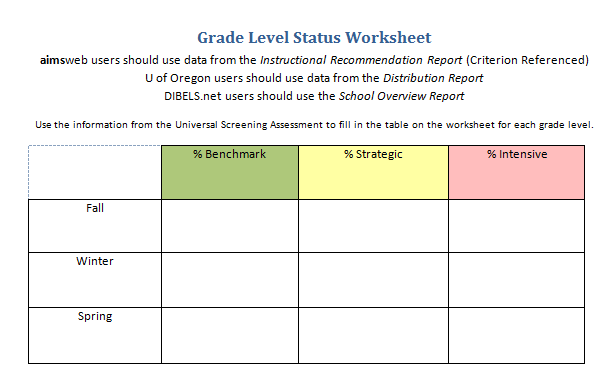 Grade Level Status Worksheet
aimsweb users should use data from the Instructional Recommendation Report (Criterion Referenced)
U of Oregon users should use data from the Distribution Report
DIBELS.net users should use the School Overview Report
Use the information from the Universal Screening Assessment to fill in the table on the worksheet for each grade level.
% Benchmark % Strategic % Intensive
Fall
Winter
Spring